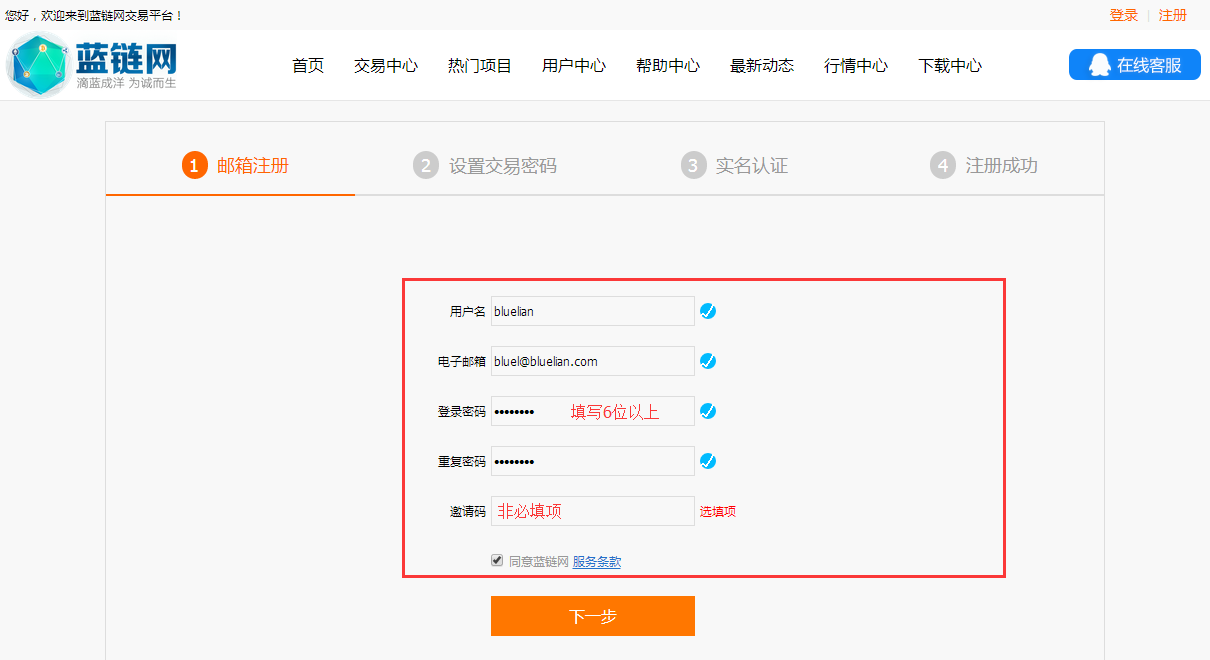 您好，欢迎来到蓝链网交易平台！
登录 | 注册
蓝链网
滴蓝成洋 为诚而生
首页 交易中心 热门项目 用户中心 帮助中心 最新动态 行情中心 下载中心
在线客服
1 邮箱注册 2 设置交易密码 3 实名认证 4 注册成功
用户名 bluelian
电子邮箱 bluel@bluelian.com
登录密码 •••••••• 填写6位以上
重复密码 ••••••••
邀请码 非必填项 选填项
同意蓝链网 服务条款
下一步